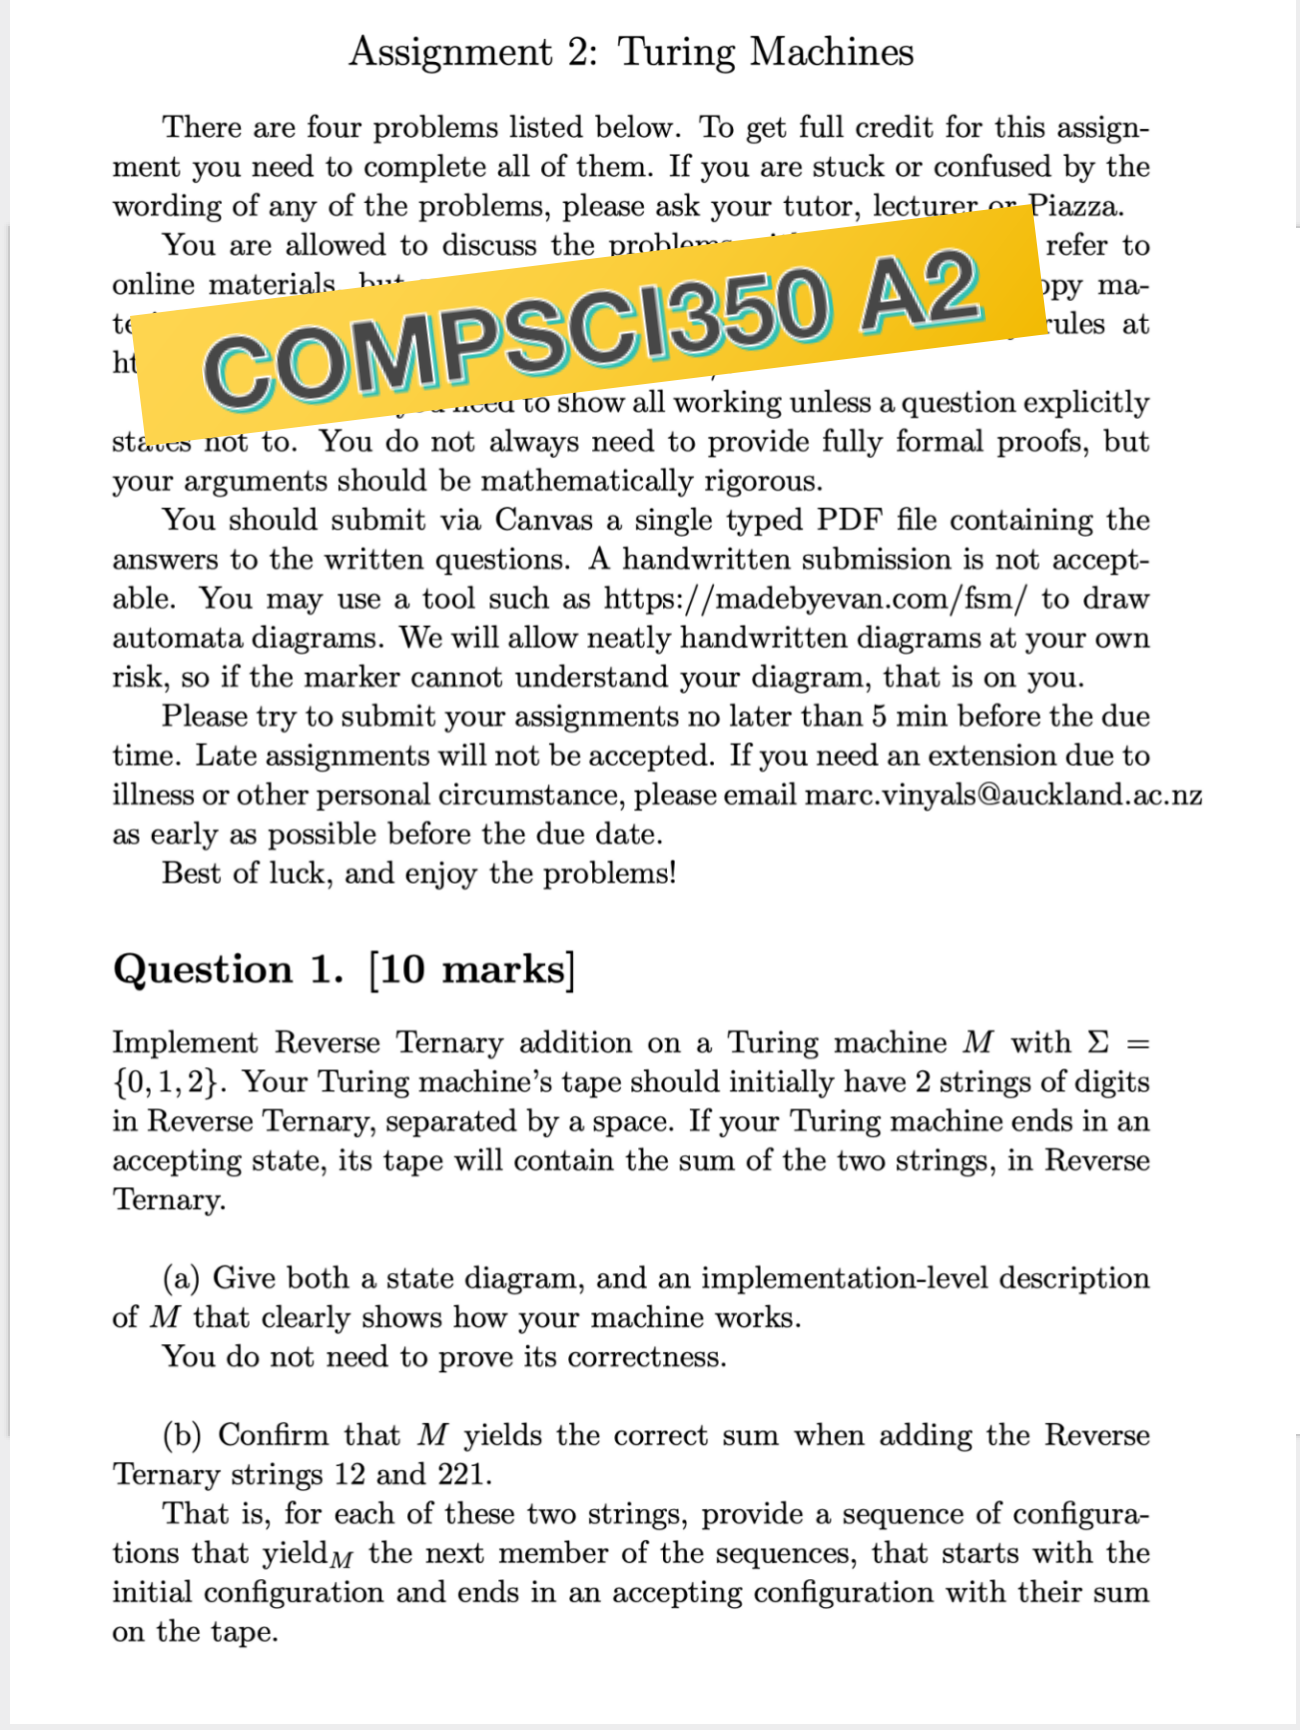 Assignment 2: Turing Machines
There are four problems listed below. To get full credit for this assign-
ment you need to complete all of them. If you are stuck or confused by the
wording of any of the problems, please ask your tutor, lecturer or Piazza.
You are allowed to discuss the problems refer to
online materials, but ma-
rules at
COMPSCI350 A2
need to show all working unless a question explicitly
states not to. You do not always need to provide fully formal proofs, but
your arguments should be mathematically rigorous.
You should submit via Canvas a single typed PDF file containing the
answers to the written questions. A handwritten submission is not accept-
able. You may use a tool such as https://madebyevan.com/fsm/ to draw
automata diagrams. We will allow neatly handwritten diagrams at your own
risk, so if the marker cannot understand your diagram, that is on you.
Please try to submit your assignments no later than 5 min before the due
time. Late assignments will not be accepted. If you need an extension due to
illness or other personal circumstance, please email marc.vinyals@auckland.ac.nz
as early as possible before the due date.
Best of luck, and enjoy the problems!
Question 1. [10 marks]
Implement Reverse Ternary addition on a Turing machine M with Σ =
{0, 1, 2}. Your Turing machine's tape should initially have 2 strings of digits
in Reverse Ternary, separated by a space. If your Turing machine ends in an
accepting state, its tape will contain the sum of the two strings, in Reverse
Ternary.
(a) Give both a state diagram, and an implementation-level description
of M that clearly shows how your machine works.
You do not need to prove its correctness.
(b) Confirm that M yields the correct sum when adding the Reverse
Ternary strings 12 and 221.
That is, for each of these two strings, provide a sequence of configura-
tions that yield_M the next member of the sequences, that starts with the
initial configuration and ends in an accepting configuration with their sum
on the tape.